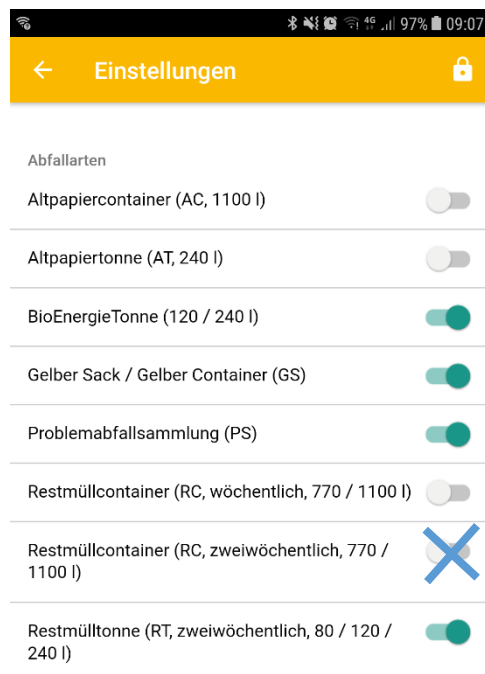 4G 97% 09:07
Einstellungen
Abfallarten
Altpapiercontainer (AC, 1100 l)
Altpapiertonne (AT, 240 l)
BioEnergieTonne (120 / 240 l)
Gelber Sack / Gelber Container (GS)
Problemabfallsammlung (PS)
Restmüllcontainer (RC, wöchentlich, 770 / 1100 l)
Restmüllcontainer (RC, zweiwöchentlich, 770 /
1100 l)
Restmülltonne (RT, zweiwöchentlich, 80 / 120 /
240 l)